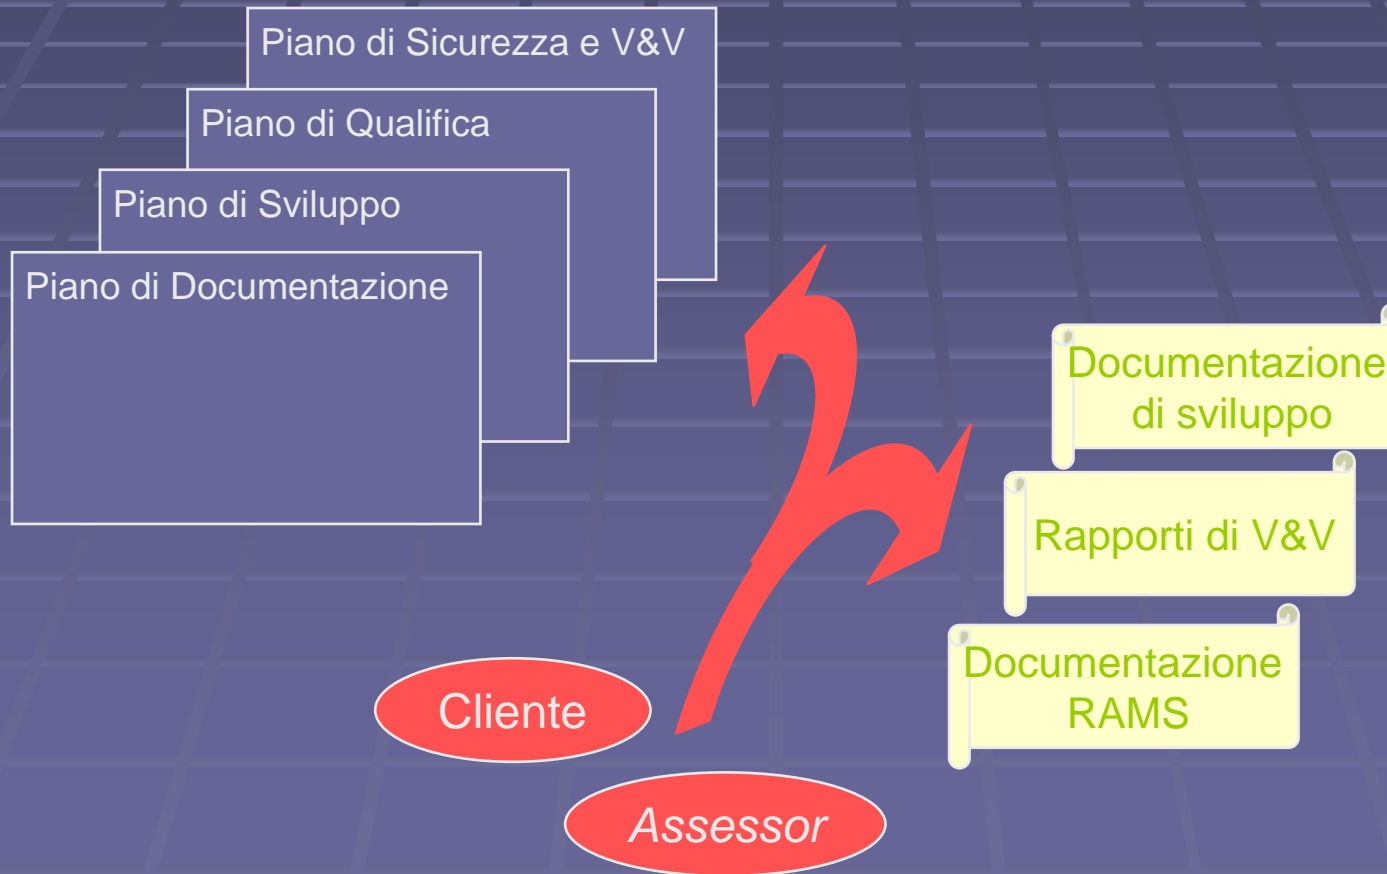 Piano di Sicurezza e V&V
Piano di Qualifica
Piano di Sviluppo
Piano di Documentazione
Documentazione
di sviluppo
Rapporti di V&V
Documentazione
RAMS
Cliente
Assessor